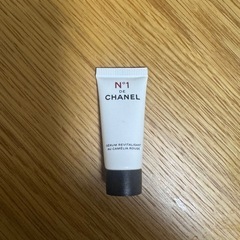 N°1
DE
CHANEL
SÉRUM REVITALISANT
AU CAMÉLIA ROUGE